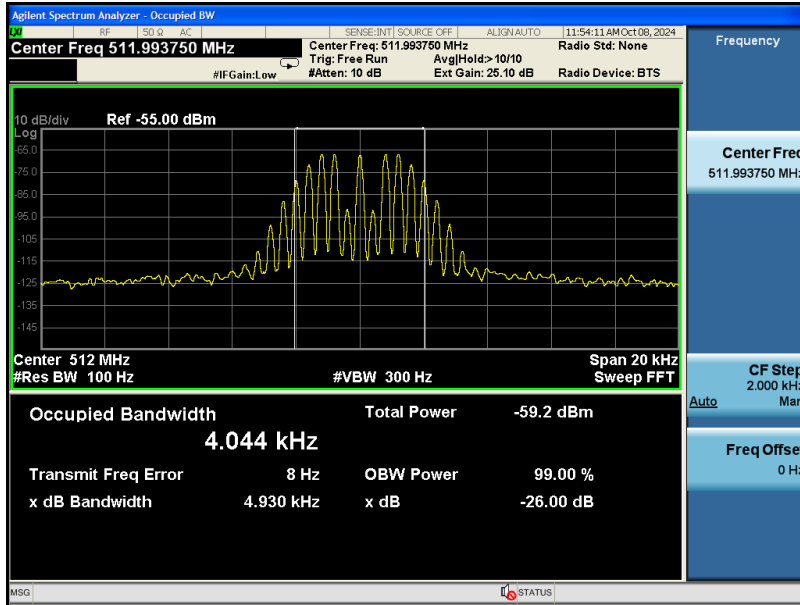 Agilent Spectrum Analyzer - Occupied BW
LXI RF 50 Ω AC SENSE:INT SOURCE OFF ALIGN AUTO 11:54:11 AM Oct 08, 2024
Center Freq 511.993750 MHz
Center Freq: 511.993750 MHz Radio Std: None
Trig: Free Run Avg|Hold:> 10/10
#IFGain:Low #Atten: 10 dB Ext Gain: 25.10 dB Radio Device: BTS
10 dB/div Ref -55.00 dBm
Log
-65.0
-75.0
-85.0
-95.0
-105
-115
-125
-135
-145
Center 512 MHz Span 20 kHz
#Res BW 100 Hz #VBW 300 Hz Sweep FFT
Occupied Bandwidth Total Power -59.2 dBm
4.044 kHz
Transmit Freq Error 8 Hz OBW Power 99.00 %
x dB Bandwidth 4.930 kHz x dB -26.00 dB
MSG STATUS
Frequency
Center Freq
511.993750 MHz
CF Step
2.000 kHz
Auto Man
Freq Offset
0 Hz